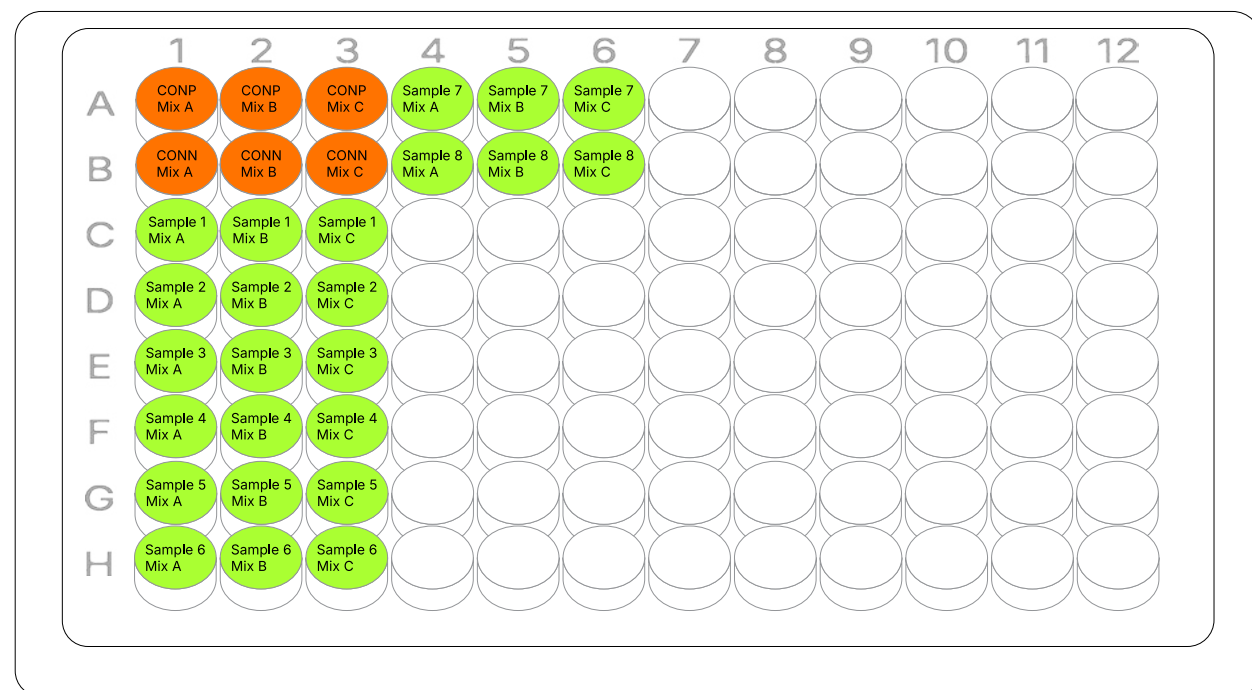 1 2 3 4 5 6 7 8 9 10 11 12
A
CONP
Mix A
CONP
Mix B
CONP
Mix C
Sample 7
Mix A
Sample 7
Mix B
Sample 7
Mix C
B
CONN
Mix A
CONN
Mix B
CONN
Mix C
Sample 8
Mix A
Sample 8
Mix B
Sample 8
Mix C
C
Sample 1
Mix A
Sample 1
Mix B
Sample 1
Mix C
D
Sample 2
Mix A
Sample 2
Mix B
Sample 2
Mix C
E
Sample 3
Mix A
Sample 3
Mix B
Sample 3
Mix C
F
Sample 4
Mix A
Sample 4
Mix B
Sample 4
Mix C
G
Sample 5
Mix A
Sample 5
Mix B
Sample 5
Mix C
H
Sample 6
Mix A
Sample 6
Mix B
Sample 6
Mix C